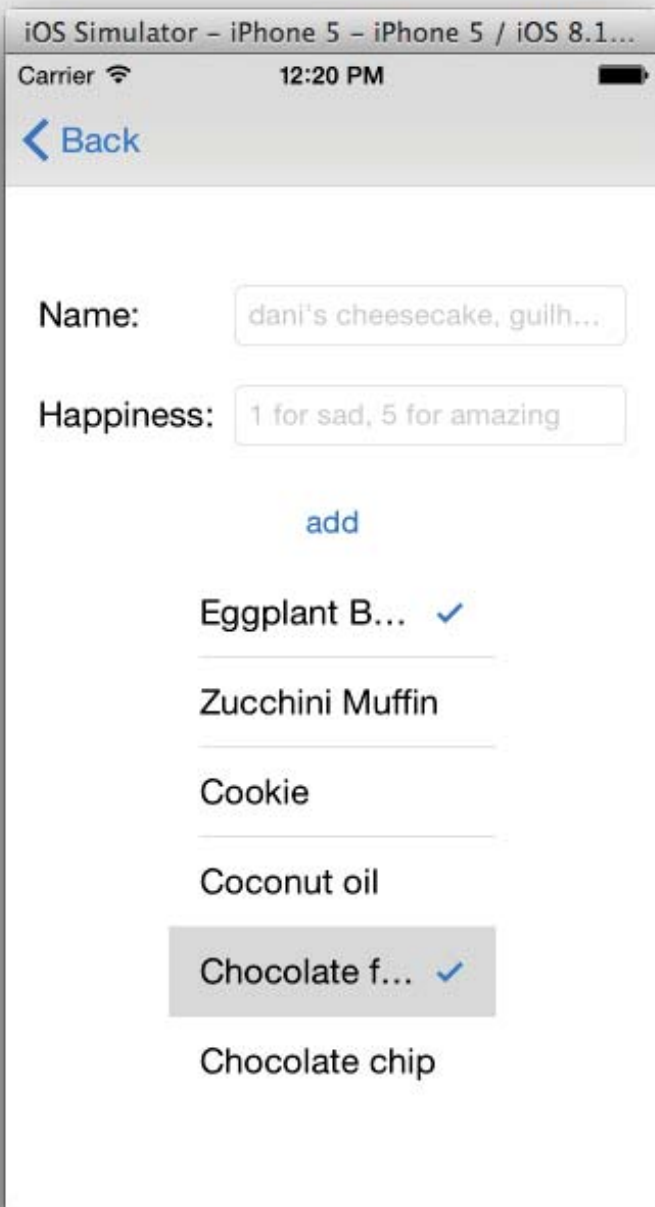 iOS Simulator – iPhone 5 – iPhone 5 / iOS 8.1...
Carrier 12:20 PM
Back
Name: dani's cheesecake, guilh...
Happiness: 1 for sad, 5 for amazing
add
Eggplant B...
Zucchini Muffin
Cookie
Coconut oil
Chocolate f...
Chocolate chip